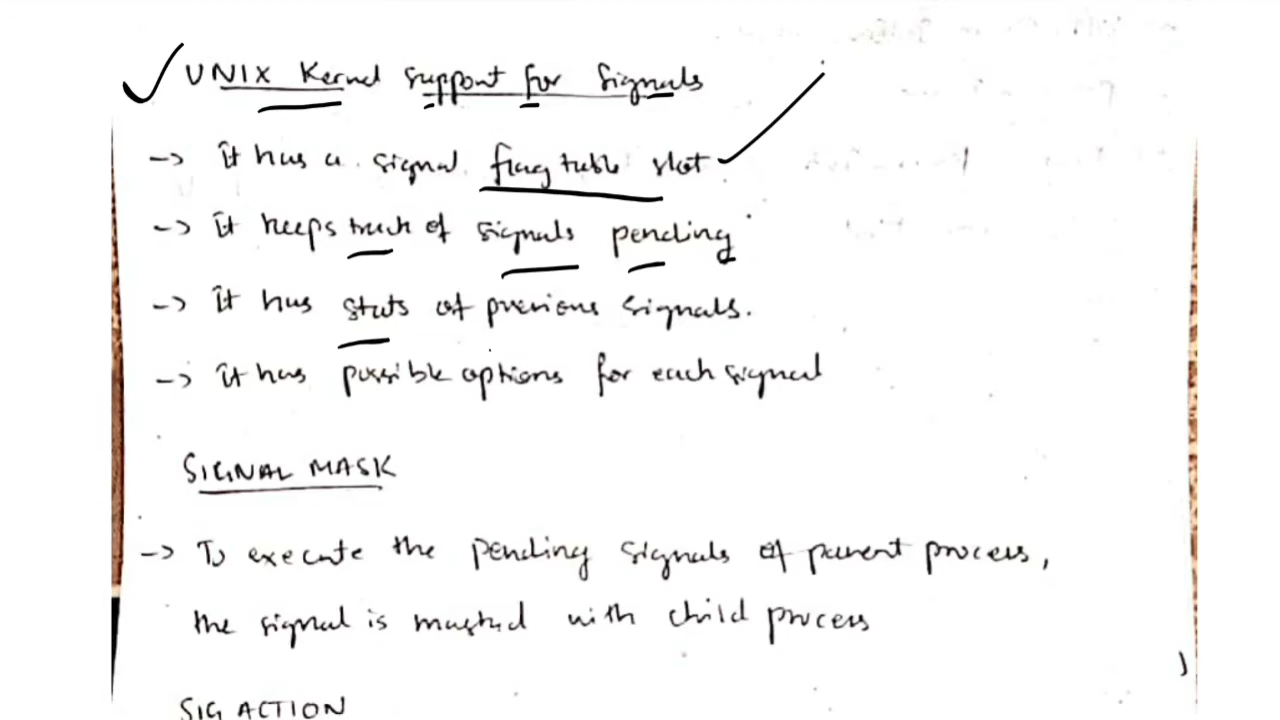 UNIX Kernel support for Signals
-> it has a signal flag table slot
-> it keeps track of signals pending
-> It has stats of previous signals.
-> it has possible options for each signal
SIGNAL MASK
-> To execute the pending signals of parent process,
the signal is masked with child process
SIG ACTION